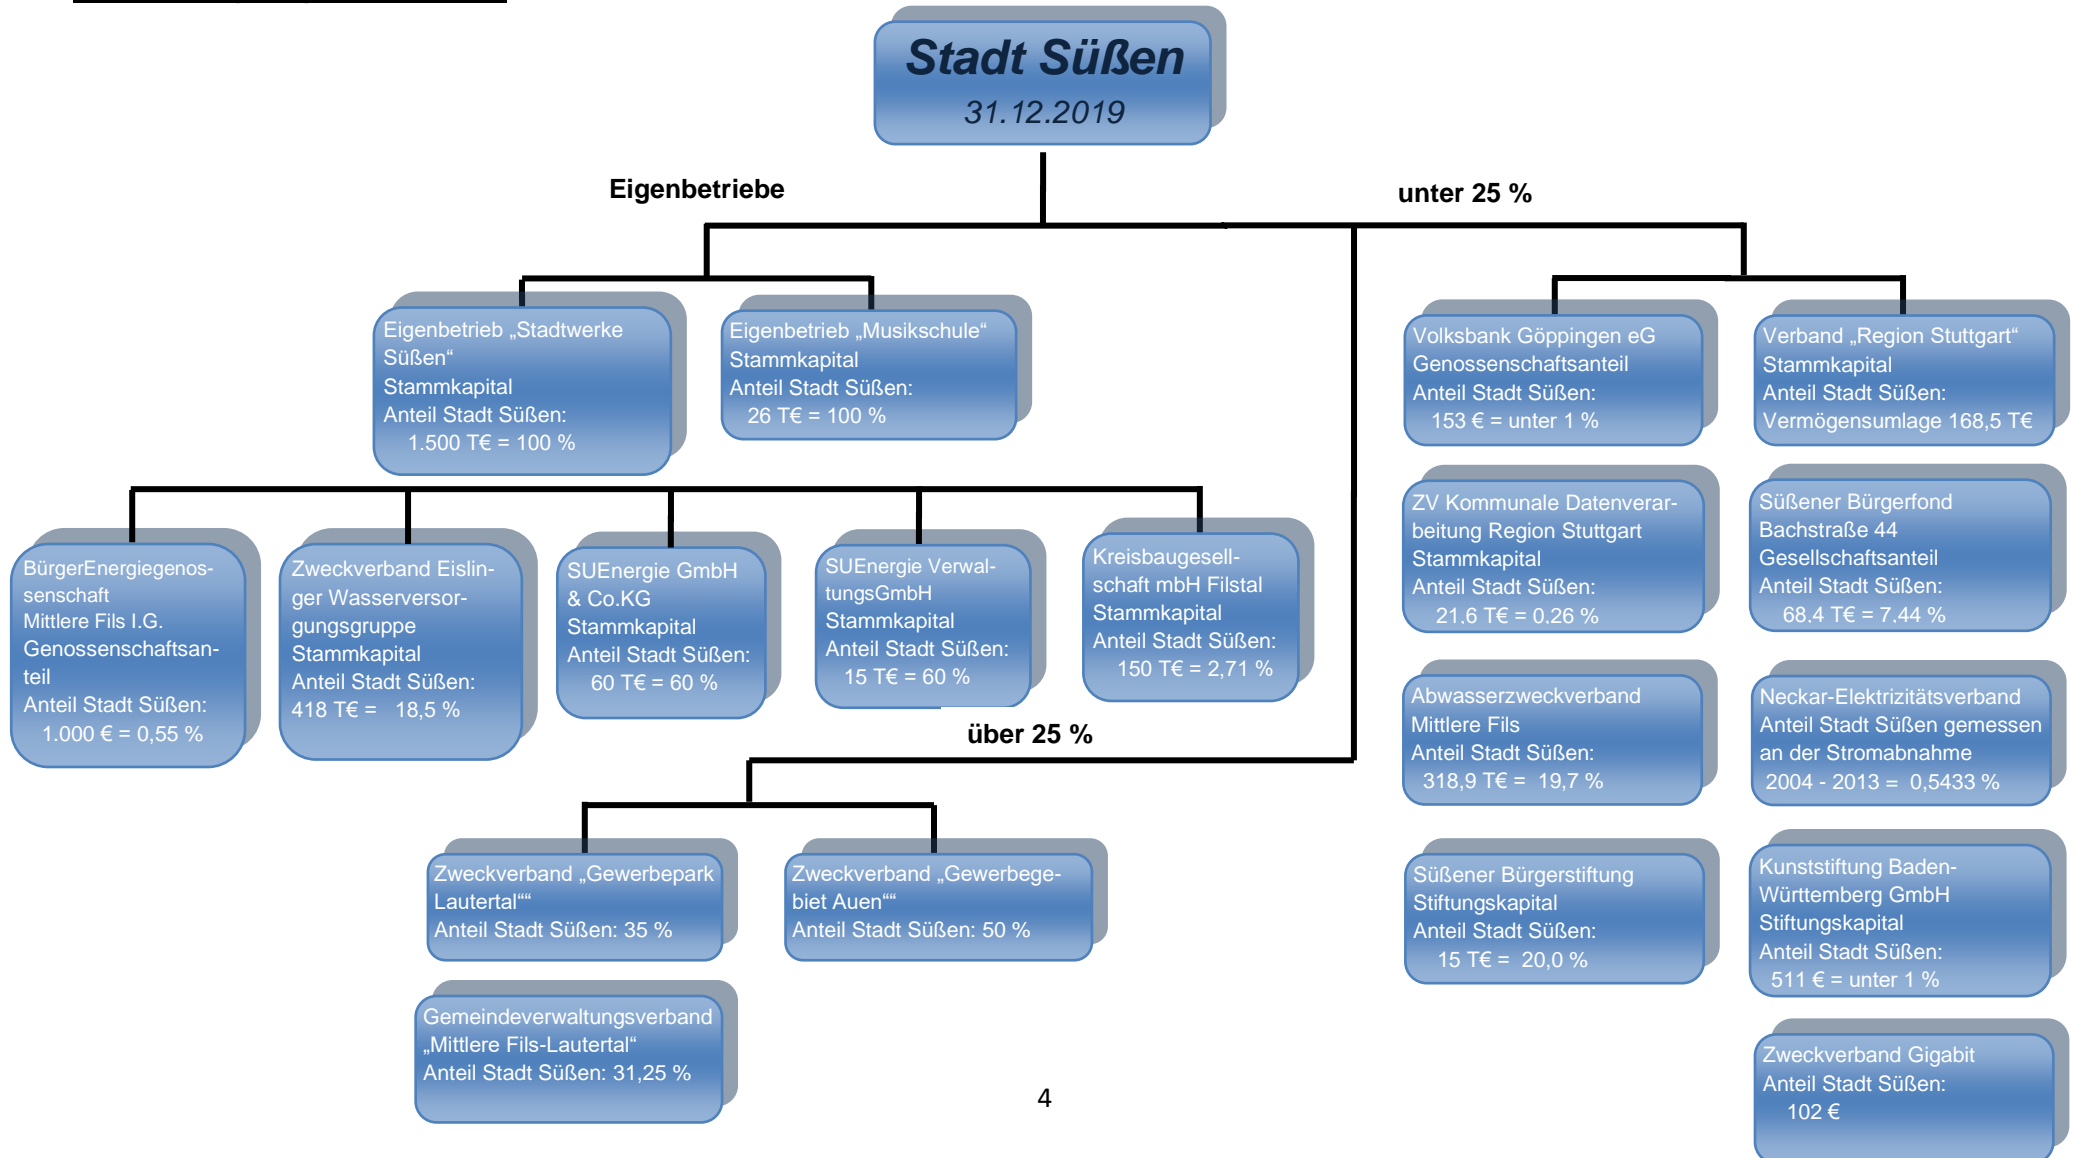 Stadt Süßen
31.12.2019
Eigenbetriebe
unter 25 %
Eigenbetrieb „Stadtwerke
Süßen“
Stammkapital
Anteil Stadt Süßen:
1.500 T€ = 100 %
Eigenbetrieb „Musikschule“
Stammkapital
Anteil Stadt Süßen:
26 T€ = 100 %
Volksbank Göppingen eG
Genossenschaftsanteil
Anteil Stadt Süßen:
153 € = unter 1 %
Verband „Region Stuttgart“
Stammkapital
Anteil Stadt Süßen:
Vermögensumlage 168,5 T€
BürgerEnergiegenos-
senschaft
Mittlere Fils I.G.
Genossenschaftsan-
teil
Anteil Stadt Süßen:
1.000 € = 0,55 %
Zweckverband Eislin-
ger Wasserversor-
gungsgruppe
Stammkapital
Anteil Stadt Süßen:
418 T€ = 18,5 %
SUEnergie GmbH
& Co.KG
Stammkapital
Anteil Stadt Süßen:
60 T€ = 60 %
SUEnergie Verwal-
tungsGmbH
Stammkapital
Anteil Stadt Süßen:
15 T€ = 60 %
Kreisbaugesell-
schaft mbH Filstal
Stammkapital
Anteil Stadt Süßen:
150 T€ = 2,71 %
ZV Kommunale Datenverar-
beitung Region Stuttgart
Stammkapital
Anteil Stadt Süßen:
21,6 T€ = 0,26 %
Süßener Bürgerfond
Bachstraße 44
Gesellschaftsanteil
Anteil Stadt Süßen:
68,4 T€ = 7,44 %
Abwasserzweckverband
Mittlere Fils
Anteil Stadt Süßen:
318,9 T€ = 19,7 %
Neckar-Elektrizitätsverband
Anteil Stadt Süßen gemessen
an der Stromabnahme
2004 - 2013 = 0,5433 %
über 25 %
Zweckverband „Gewerbepark
Lautertal““
Anteil Stadt Süßen: 35 %
Zweckverband „Gewerbege-
biet Auen““
Anteil Stadt Süßen: 50 %
Süßener Bürgerstiftung
Stiftungskapital
Anteil Stadt Süßen:
15 T€ = 20,0 %
Kunststiftung Baden-
Württemberg GmbH
Stiftungskapital
Anteil Stadt Süßen:
511 € = unter 1 %
Gemeindeverwaltungsverband
„Mittlere Fils-Lautertal“
Anteil Stadt Süßen: 31,25 %
Zweckverband Gigabit
Anteil Stadt Süßen:
102 €
4